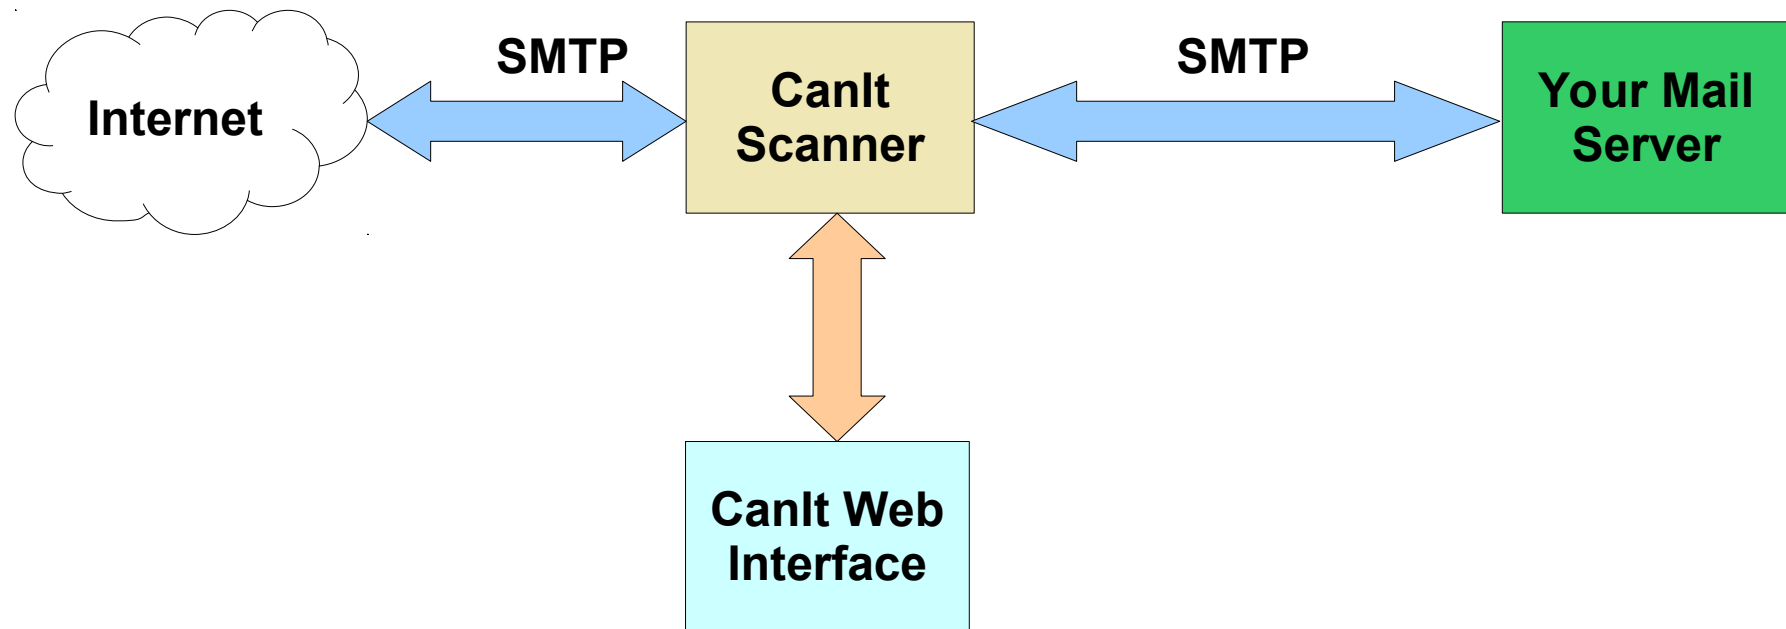 SMTP
SMTP
Internet
CanIt
Scanner
Your Mail
Server
CanIt Web
Interface